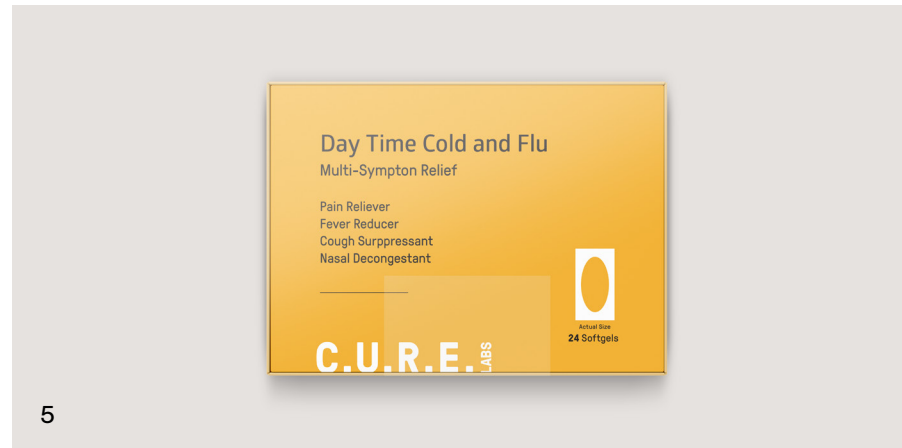 Day Time Cold and Flu
Multi-Sympton Relief
Pain Reliever
Fever Reducer
Cough Surppressant
Nasal Decongestant
Actual Size
24 Softgels
C.U.R.E. LABS
5